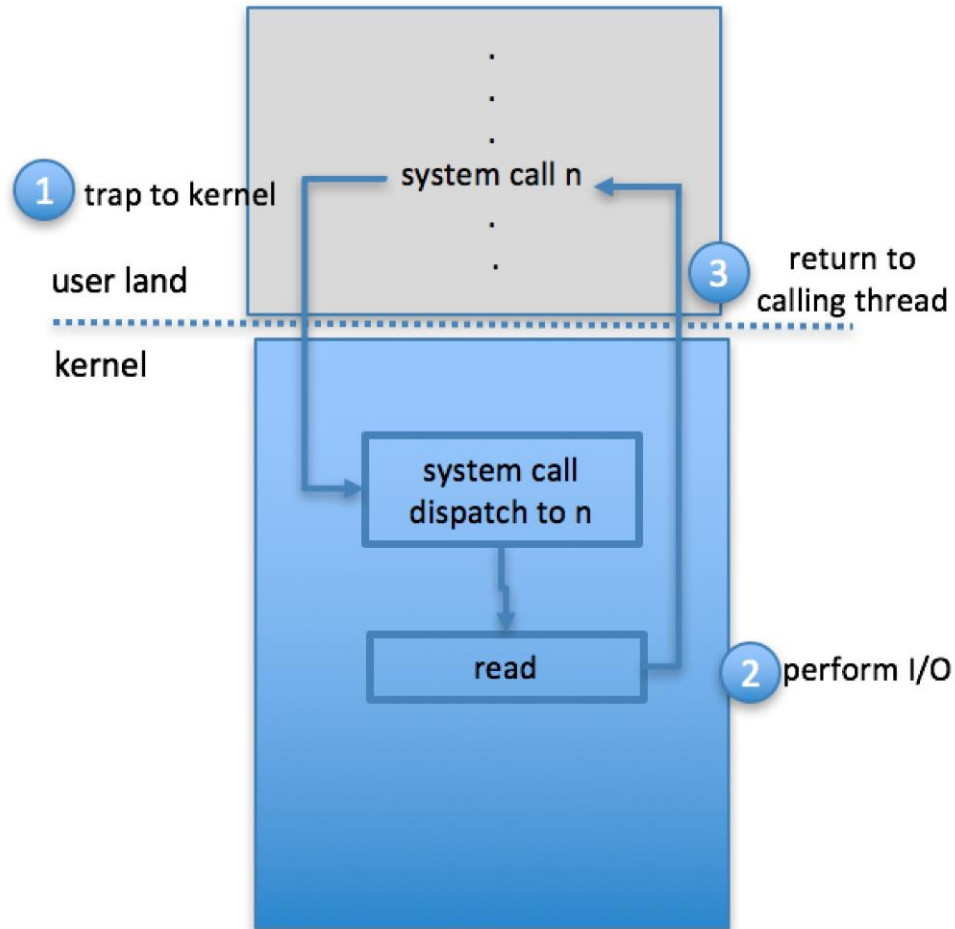 .
.
.
system call n
.
.
1 trap to kernel
user land
3 return to
calling thread
kernel
system call
dispatch to n
read
2 perform I/O